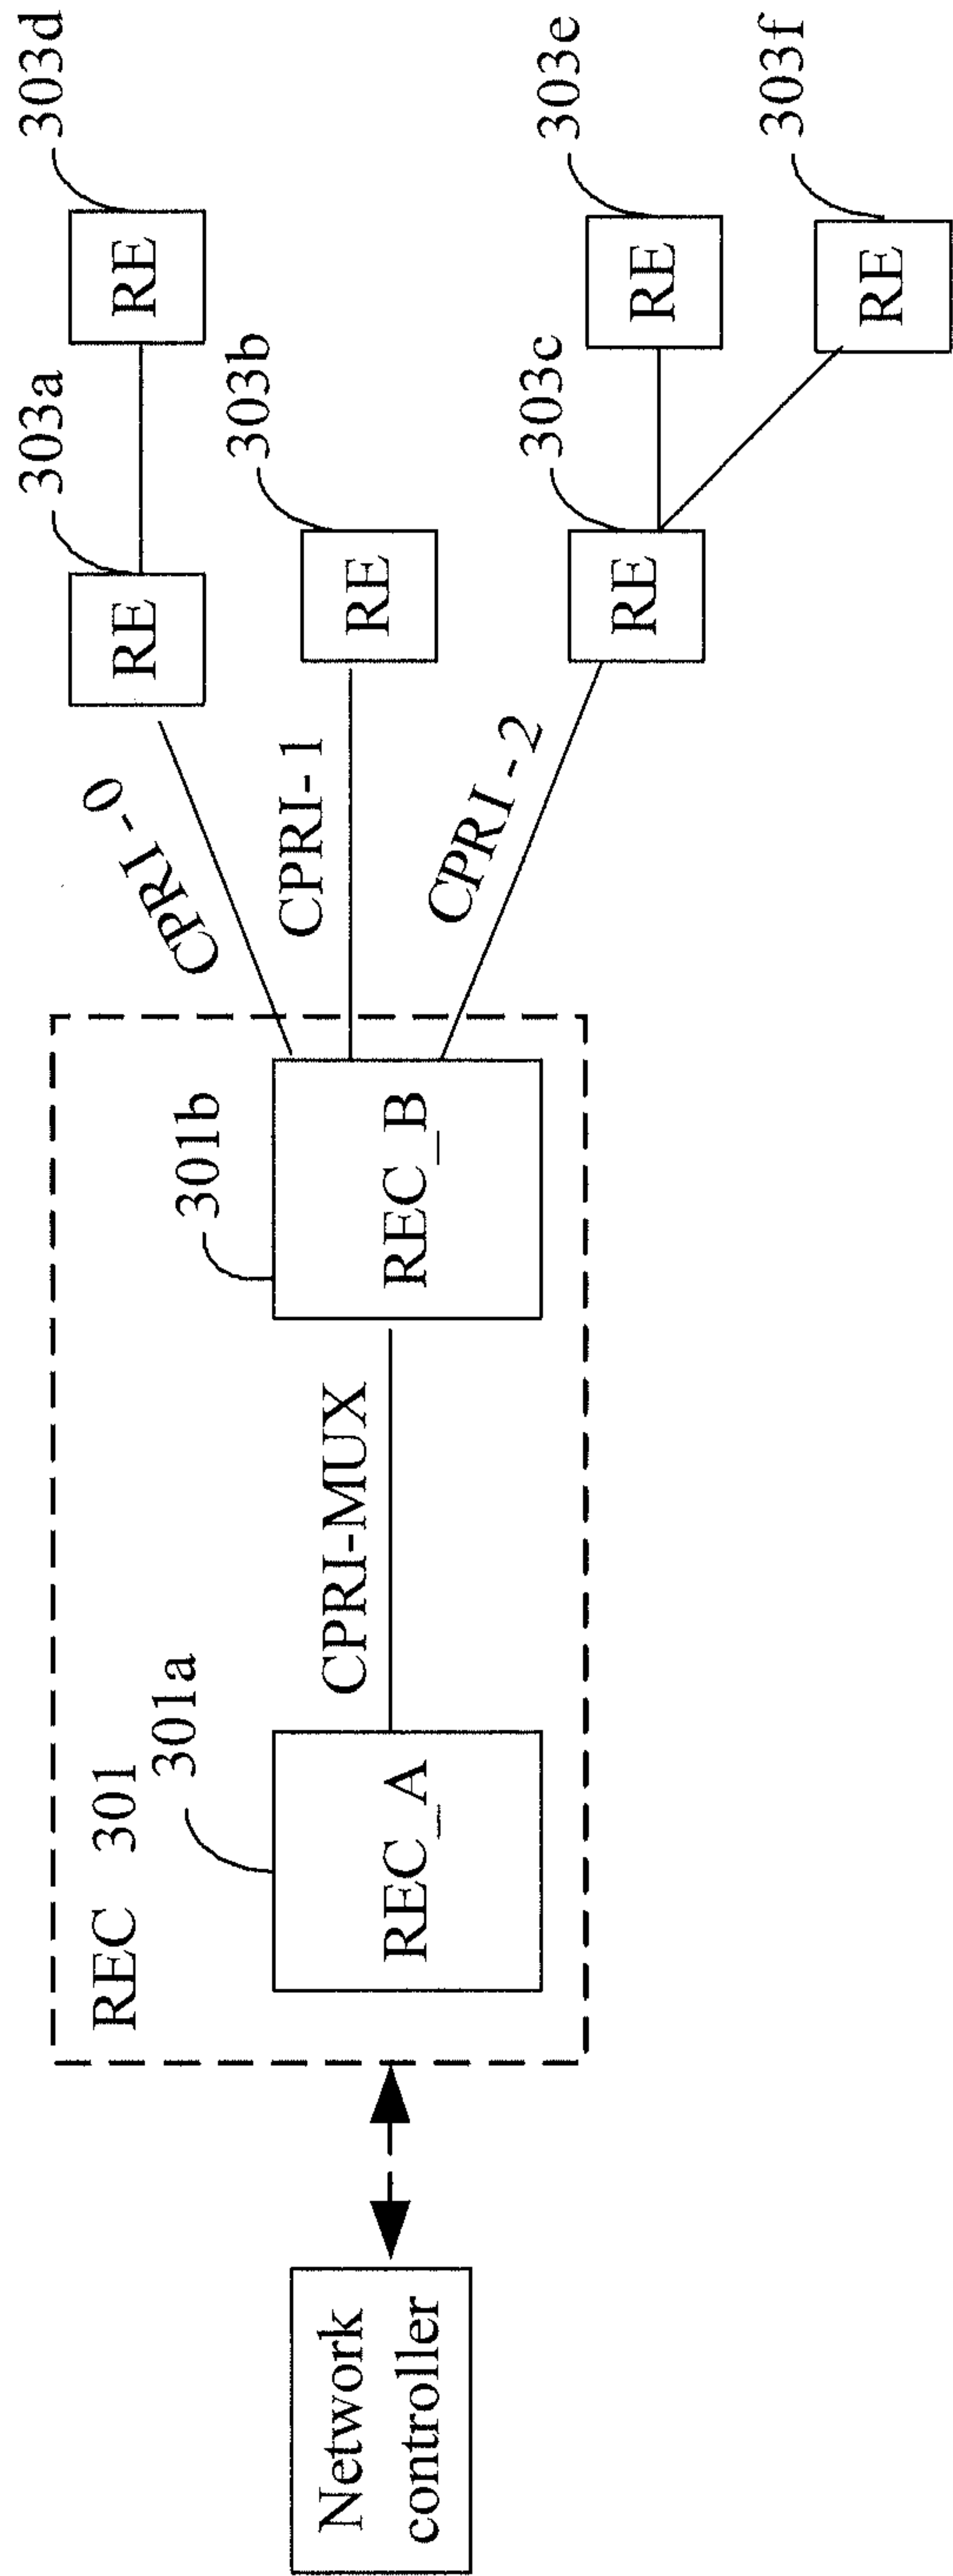 Network
controller
REC 301
301a
REC_A
CPRI-MUX
301b
REC_B
CPRI-0
CPRI-1
CPRI-2
303a
RE
303d
RE
303b
RE
303c
RE
303e
RE
303f
RE